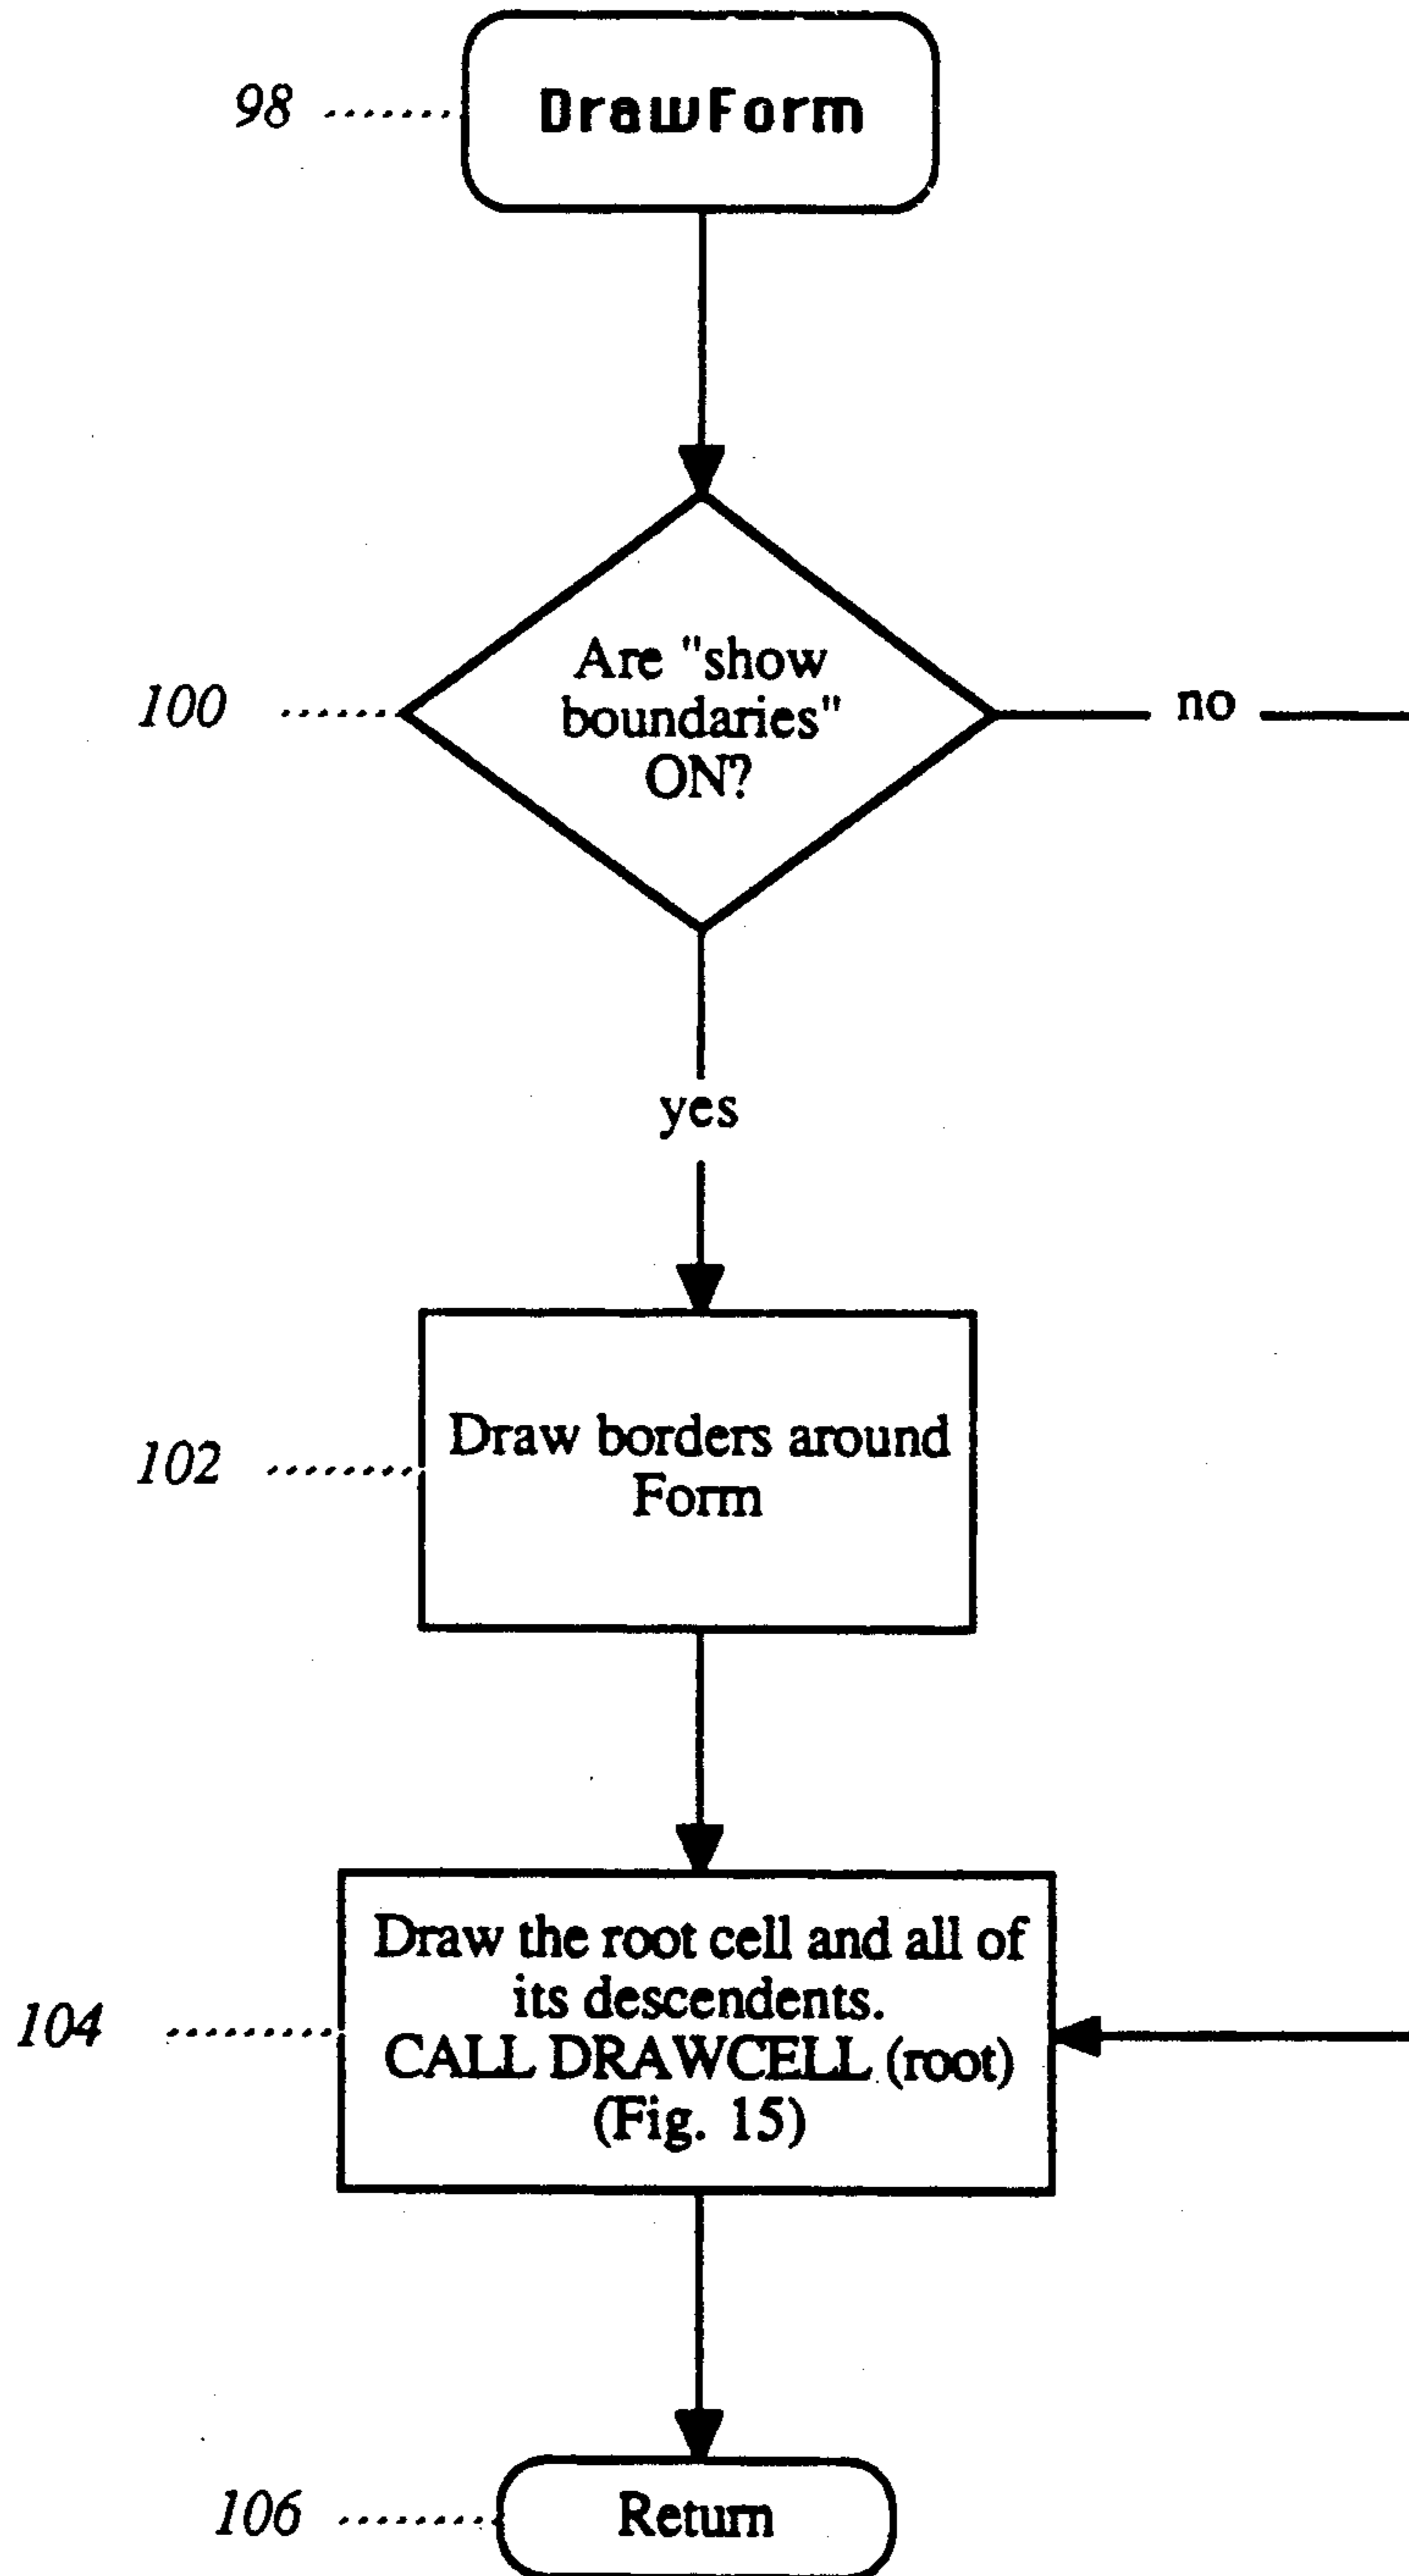 98
DrawForm
100
Are "show
boundaries"
ON?
no
yes
102
Draw borders around
Form
104
Draw the root cell and all of
its descendents.
CALL DRAWCELL (root)
(Fig. 15)
106
Return